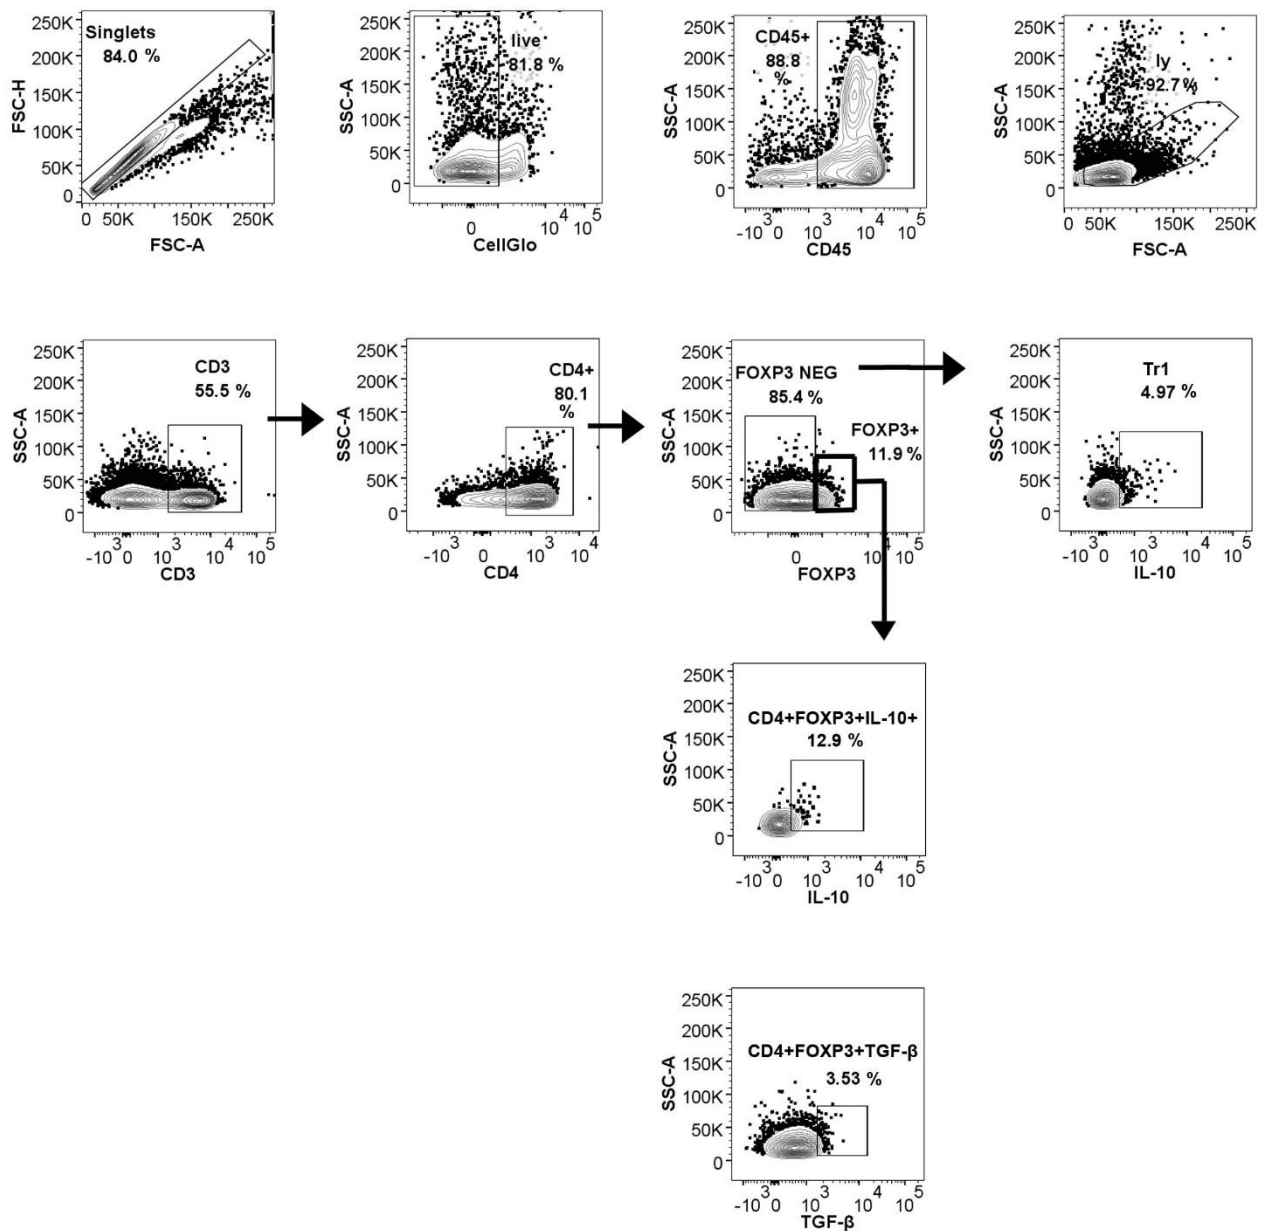 Singlets
84.0 %
250K
200K
150K
100K
50K
0
FSC-H
0 50K 150K 250K
FSC-A
live
81.8 %
250K
200K
150K
100K
50K
0
SSC-A
0 10 4 10 5
CellGlo
CD45+
88.8
%
250K
200K
150K
100K
50K
0
SSC-A
-10 3 0 10 3 10 4 10 5
CD45
ly
92.7%
250K
200K
150K
100K
50K
0
SSC-A
0 50K 150K 250K
FSC-A
CD3
55.5 %
250K
200K
150K
100K
50K
0
SSC-A
-10 3 0 10 3 10 4 10 5
CD3
CD4+
80.1
%
250K
200K
150K
100K
50K
0
SSC-A
-10 3 0 10 3 10 4
CD4
FOXP3 NEG
85.4 %
FOXP3+
11.9 %
250K
200K
150K
100K
50K
0
SSC-A
0 10 4 10 5
FOXP3
Tr1
4.97 %
250K
200K
150K
100K
50K
0
SSC-A
-10 3 0 10 3 10 4 10 5
IL-10
CD4+FOXP3+IL-10+
12.9 %
250K
200K
150K
100K
50K
0
SSC-A
-10 3 0 10 3 10 4 10 5
IL-10
CD4+FOXP3+TGF-β
3.53 %
250K
200K
150K
100K
50K
0
SSC-A
-10 3 0 10 3 10 4 10 5
TGF-β